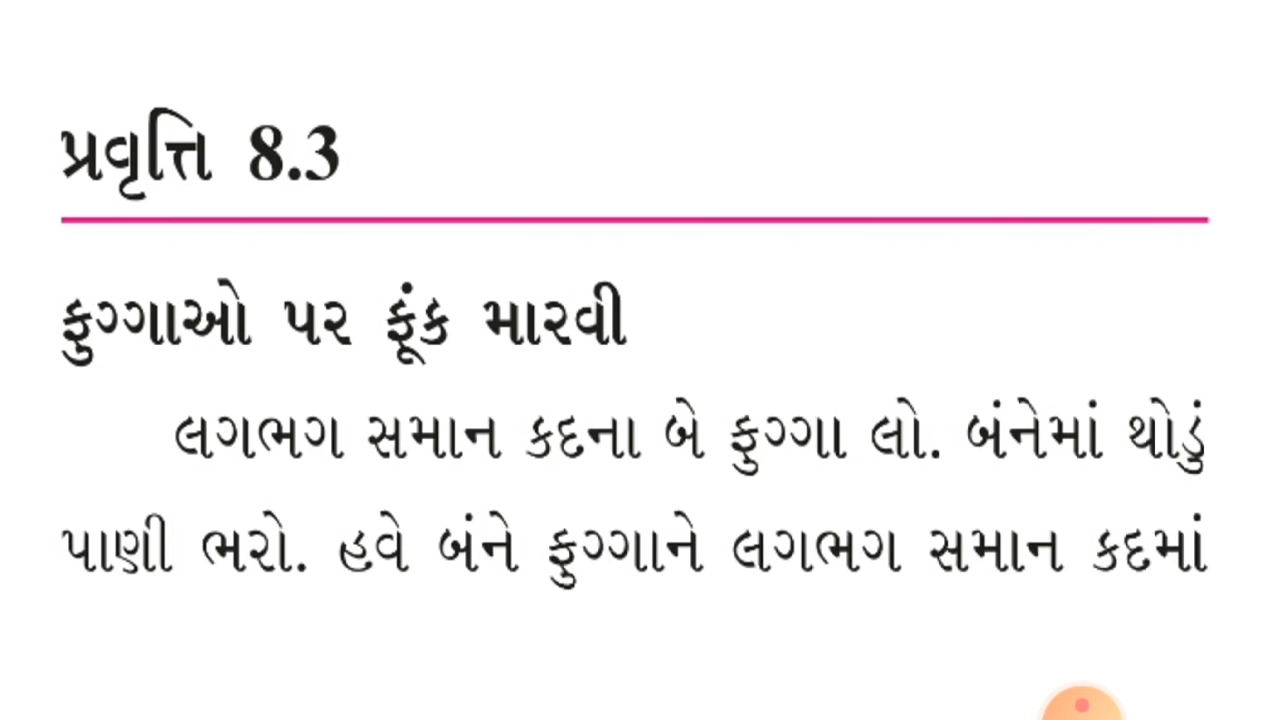 પ્રવૃત્તિ 8.3
ફુગ્ગાઓ પર ફૂંક મારવી
લગભગ સમાન કદના બે ફુગ્ગા લો. બંનેમાં થોડું
પાણી ભરો. હવે બંને ફુગ્ગાને લગભગ સમાન કદમાં